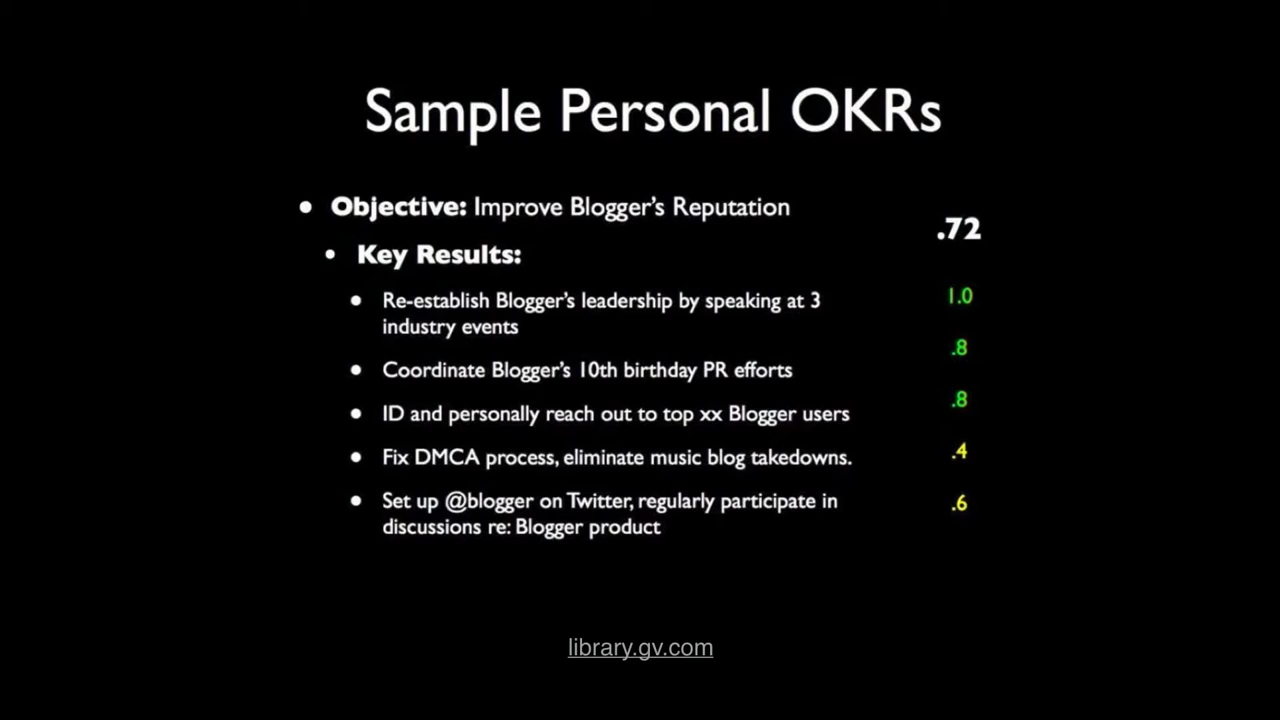 Sample Personal OKRs
• Objective: Improve Blogger's Reputation
.72
• Key Results:
• Re-establish Blogger's leadership by speaking at 3
industry events
1.0
• Coordinate Blogger's 10th birthday PR efforts
.8
• ID and personally reach out to top xx Blogger users
.8
• Fix DMCA process, eliminate music blog takedowns.
.4
• Set up @blogger on Twitter, regularly participate in
discussions re: Blogger product
.6
library.gv.com